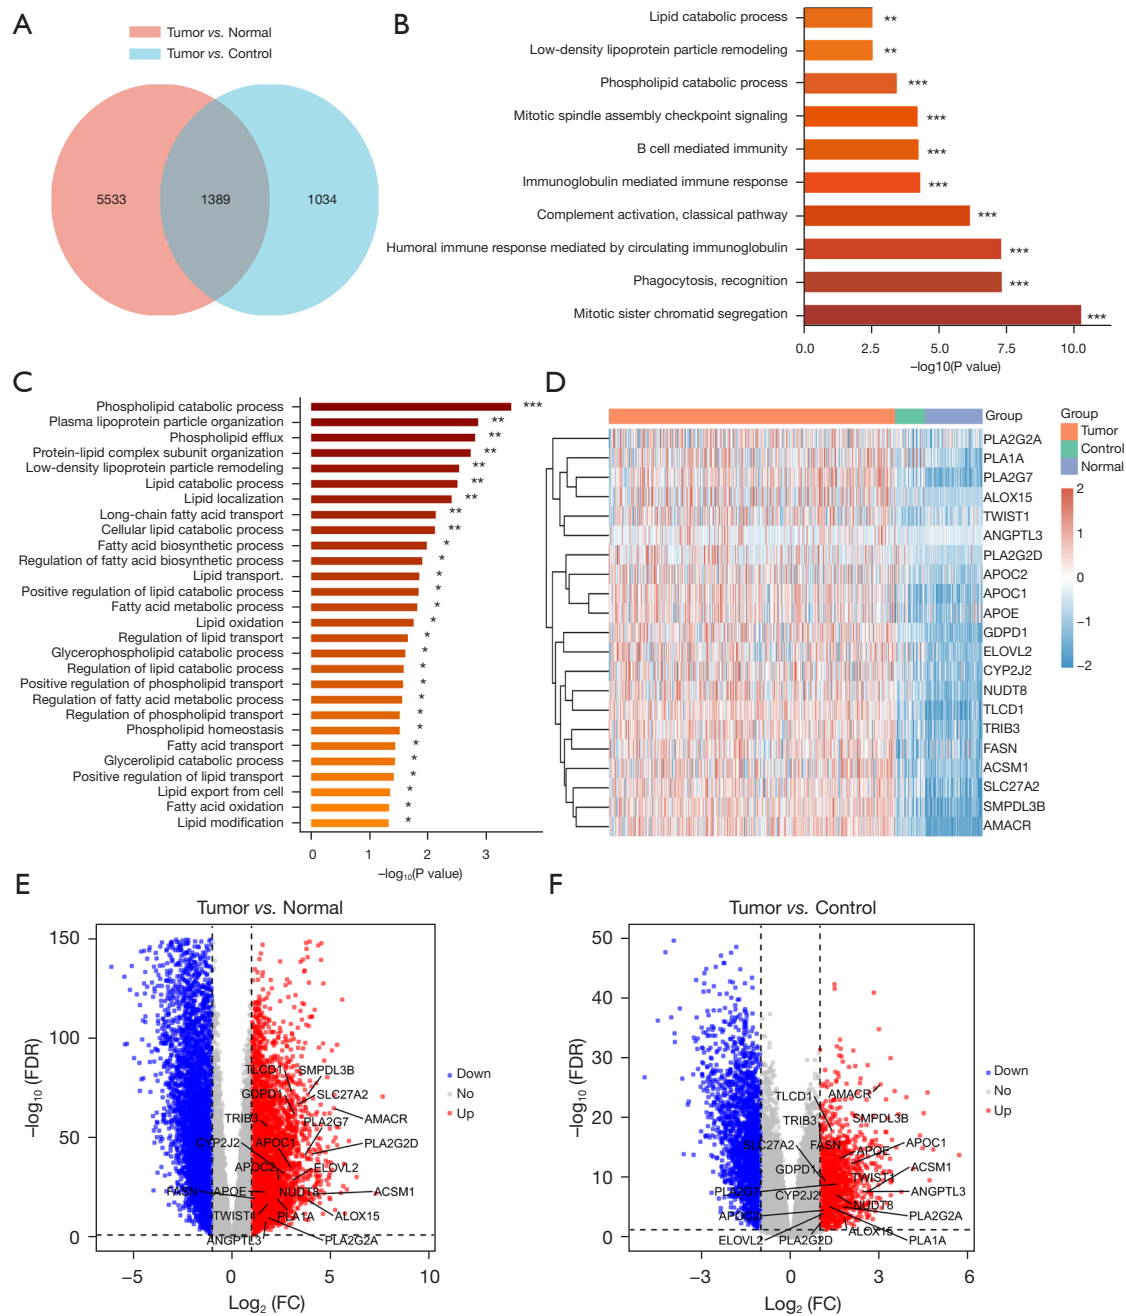 A
Tumor vs. Normal
Tumor vs. Control
5533
1389
1034
B
Lipid catabolic process
**
Low-density lipoprotein particle remodeling
**
Phospholipid catabolic process
***
Mitotic spindle assembly checkpoint signaling
***
B cell mediated immunity
***
Immunoglobulin mediated immune response
***
Complement activation, classical pathway
***
Humoral immune response mediated by circulating immunoglobulin
***
Phagocytosis, recognition
***
Mitotic sister chromatid segregation
***
0.0 2.5 5.0 7.5 10.0
−log10(P value)
C
Phospholipid catabolic process
***
Plasma lipoprotein particle organization
**
Phospholipid efflux
**
Protein-lipid complex subunit organization
**
Low-density lipoprotein particle remodeling
**
Lipid catabolic process
**
Lipid localization
**
Long-chain fatty acid transport
**
Cellular lipid catabolic process
**
Fatty acid biosynthetic process
*
Regulation of fatty acid biosynthetic process
*
Lipid transport.
*
Positive regulation of lipid catabolic process
*
Fatty acid metabolic process
*
Lipid oxidation
*
Regulation of lipid transport
*
Glycerophospholipid catabolic process
*
Regulation of lipid catabolic process
*
Positive regulation of phospholipid transport
*
Regulation of fatty acid metabolic process
*
Regulation of phospholipid transport
*
Phospholipid homeostasis
*
Fatty acid transport
*
Glycerolipid catabolic process
*
Positive regulation of lipid transport
*
Lipid export from cell
*
Fatty acid oxidation
*
Lipid modification
*
0 1 2 3
−log₁₀(P value)
D
Group
PLA2G2A
PLA1A
PLA2G7
ALOX15
TWIST1
ANGPTL3
PLA2G2D
APOC2
APOC1
APOE
GDPD1
ELOVL2
CYP2J2
NUDT8
TLCD1
TRIB3
FASN
ACSM1
SLC27A2
SMPDL3B
AMACR
Group
Tumor
Control
Normal
2
1
0
−1
−2
E
Tumor vs. Normal
−log₁₀ (FDR)
150
100
50
0
TLCD1
SMPDL3B
GDPD1
SLC27A2
TRIB3
PLA2G7
AMACR
CYP2J2
APOC1
PLA2G2D
APOC2
ELOVL2
FASN
APOE
NUDT8
ACSM1
TWIST1
PLA1A
ALOX15
ANGPTL3
PLA2G2A
−5 0 5 10
Log₂ (FC)
Down
No
Up
F
Tumor vs. Control
−log₁₀ (FDR)
50
40
30
20
10
0
TLCD1
AMACR
TRIB3
SMPDL3B
SLC27A2
FASN
APOE
APOC1
GDPD1
TWIST1
ACSM1
PLA2G7
CYP2J2
ANGPTL3
NUDT8
APOC2
PLA2G2A
ELOVL2
PLA2G2D
ALOX15
PLA1A
−3 0 3 6
Log₂ (FC)
Down
No
Up